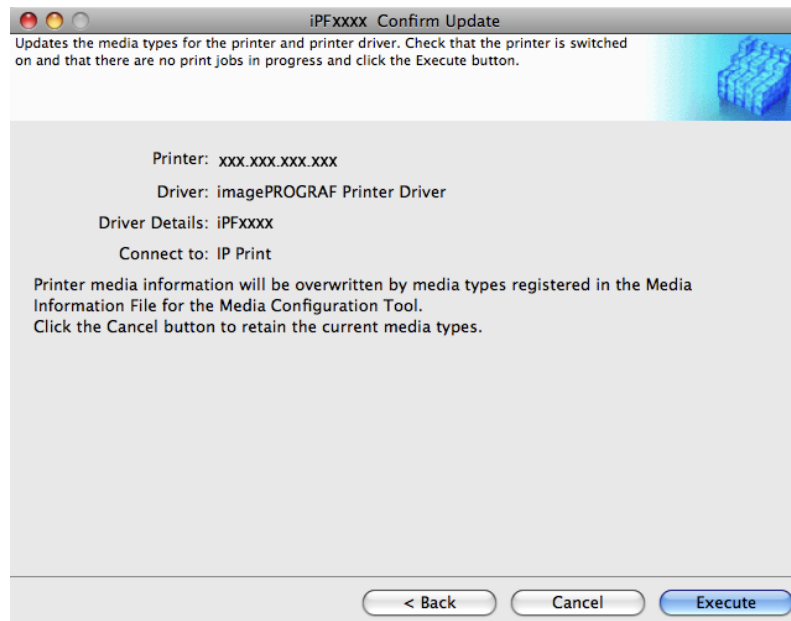 iPFxxxx Confirm Update
Updates the media types for the printer and printer driver. Check that the printer is switched
on and that there are no print jobs in progress and click the Execute button.
Printer: xxx.xxx.xxx.xxx
Driver: imagePROGRAF Printer Driver
Driver Details: iPFxxxx
Connect to: IP Print
Printer media information will be overwritten by media types registered in the Media
Information File for the Media Configuration Tool.
Click the Cancel button to retain the current media types.
< Back Cancel Execute